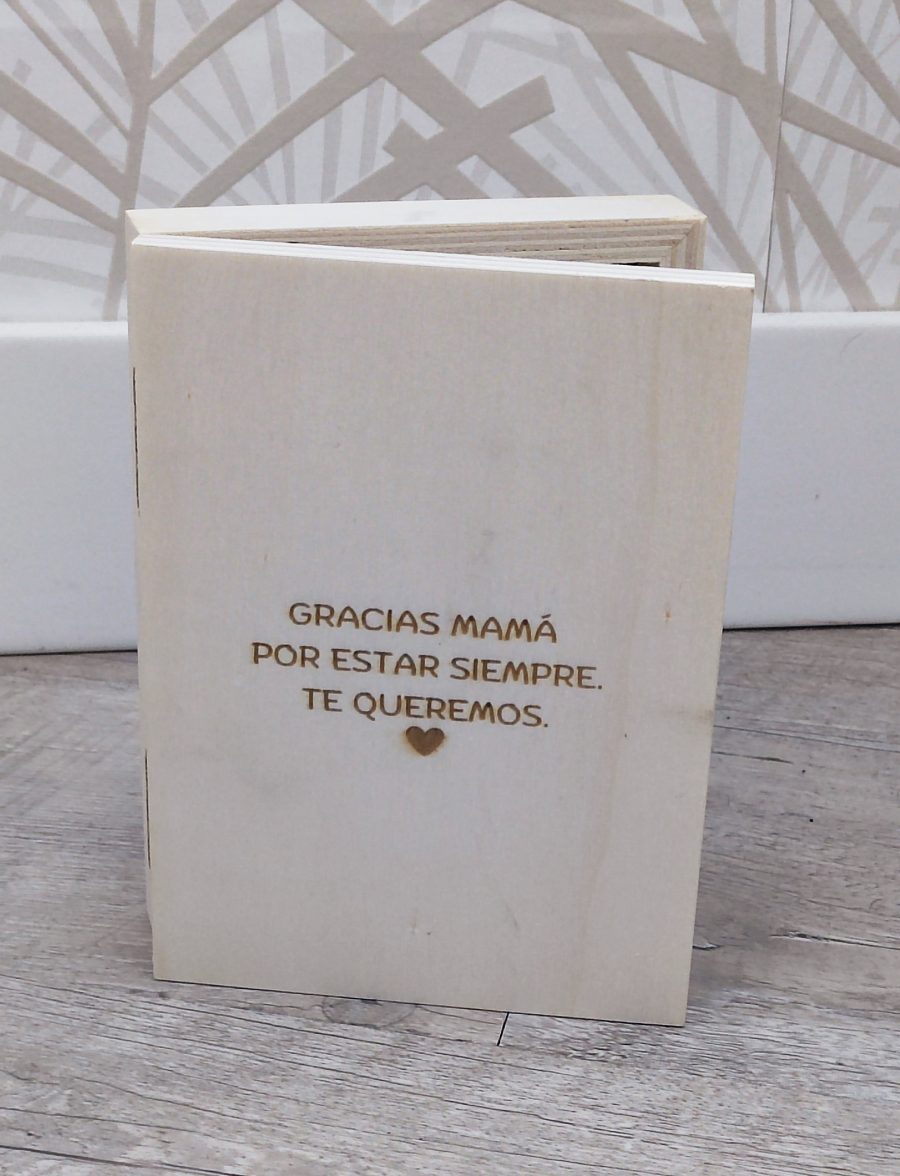 GRACIAS MAMÁ
POR ESTAR SIEMPRE.
TE QUEREMOS.